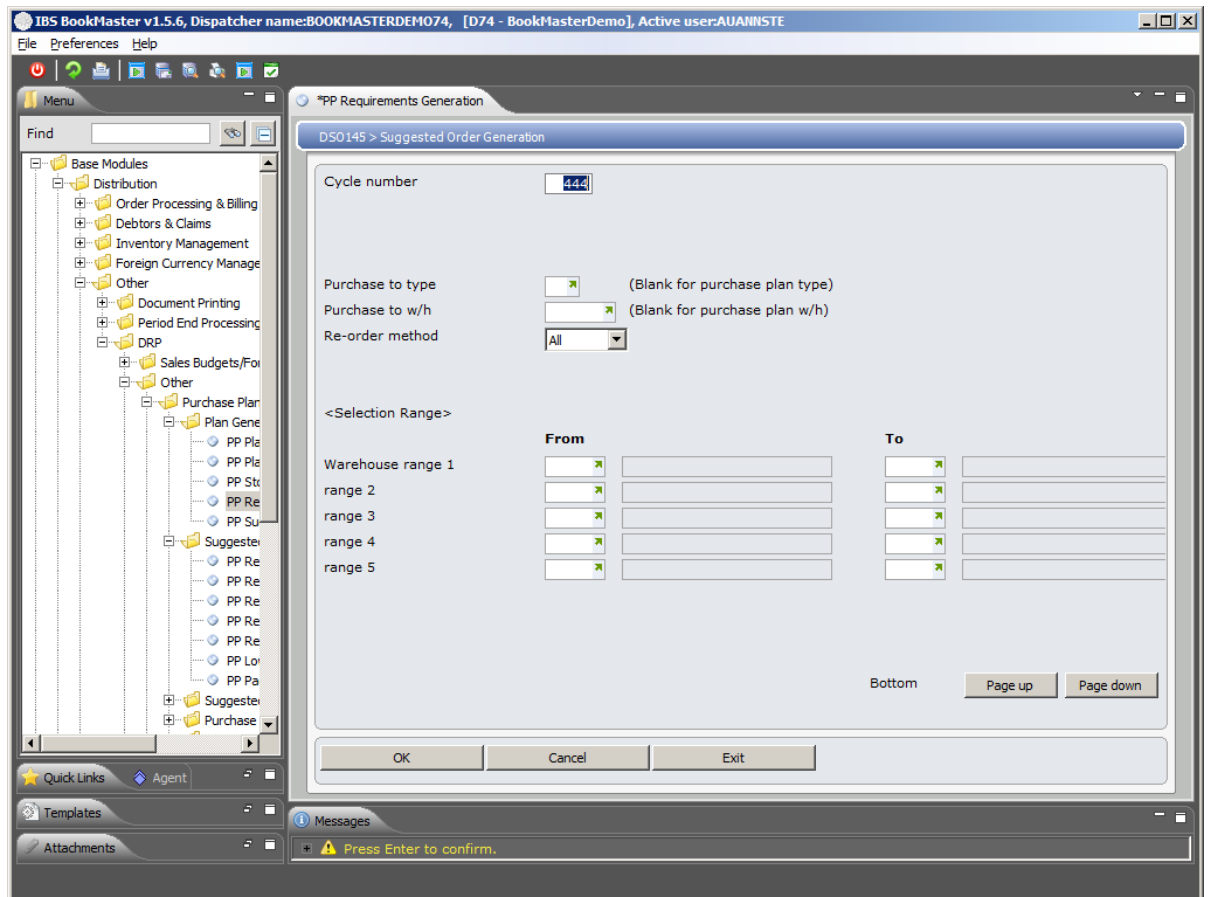 IBS BookMaster v1.5.6, Dispatcher name:BOOKMASTERDEMO74, [D74 - BookMasterDemo], Active user:AUANNSTE
File Preferences Help
Menu
Find
Base Modules
Distribution
Order Processing & Billing
Debtors & Claims
Inventory Management
Foreign Currency Manage
Other
Document Printing
Period End Processing
DRP
Sales Budgets/For
Other
Purchase Plan
Plan Gene
PP Pla
PP Pla
PP Sto
PP Re
PP Su
Suggested
PP Re
PP Re
PP Re
PP Re
PP Re
PP Lo
PP Pa
Suggested
Purchase
Quick Links Agent
Templates
Attachments
*PP Requirements Generation
DSO145 > Suggested Order Generation
Cycle number 444
Purchase to type (Blank for purchase plan type)
Purchase to w/h (Blank for purchase plan w/h)
Re-order method All
<Selection Range>
From To
Warehouse range 1
range 2
range 3
range 4
range 5
Bottom Page up Page down
OK Cancel Exit
Messages
Press Enter to confirm.